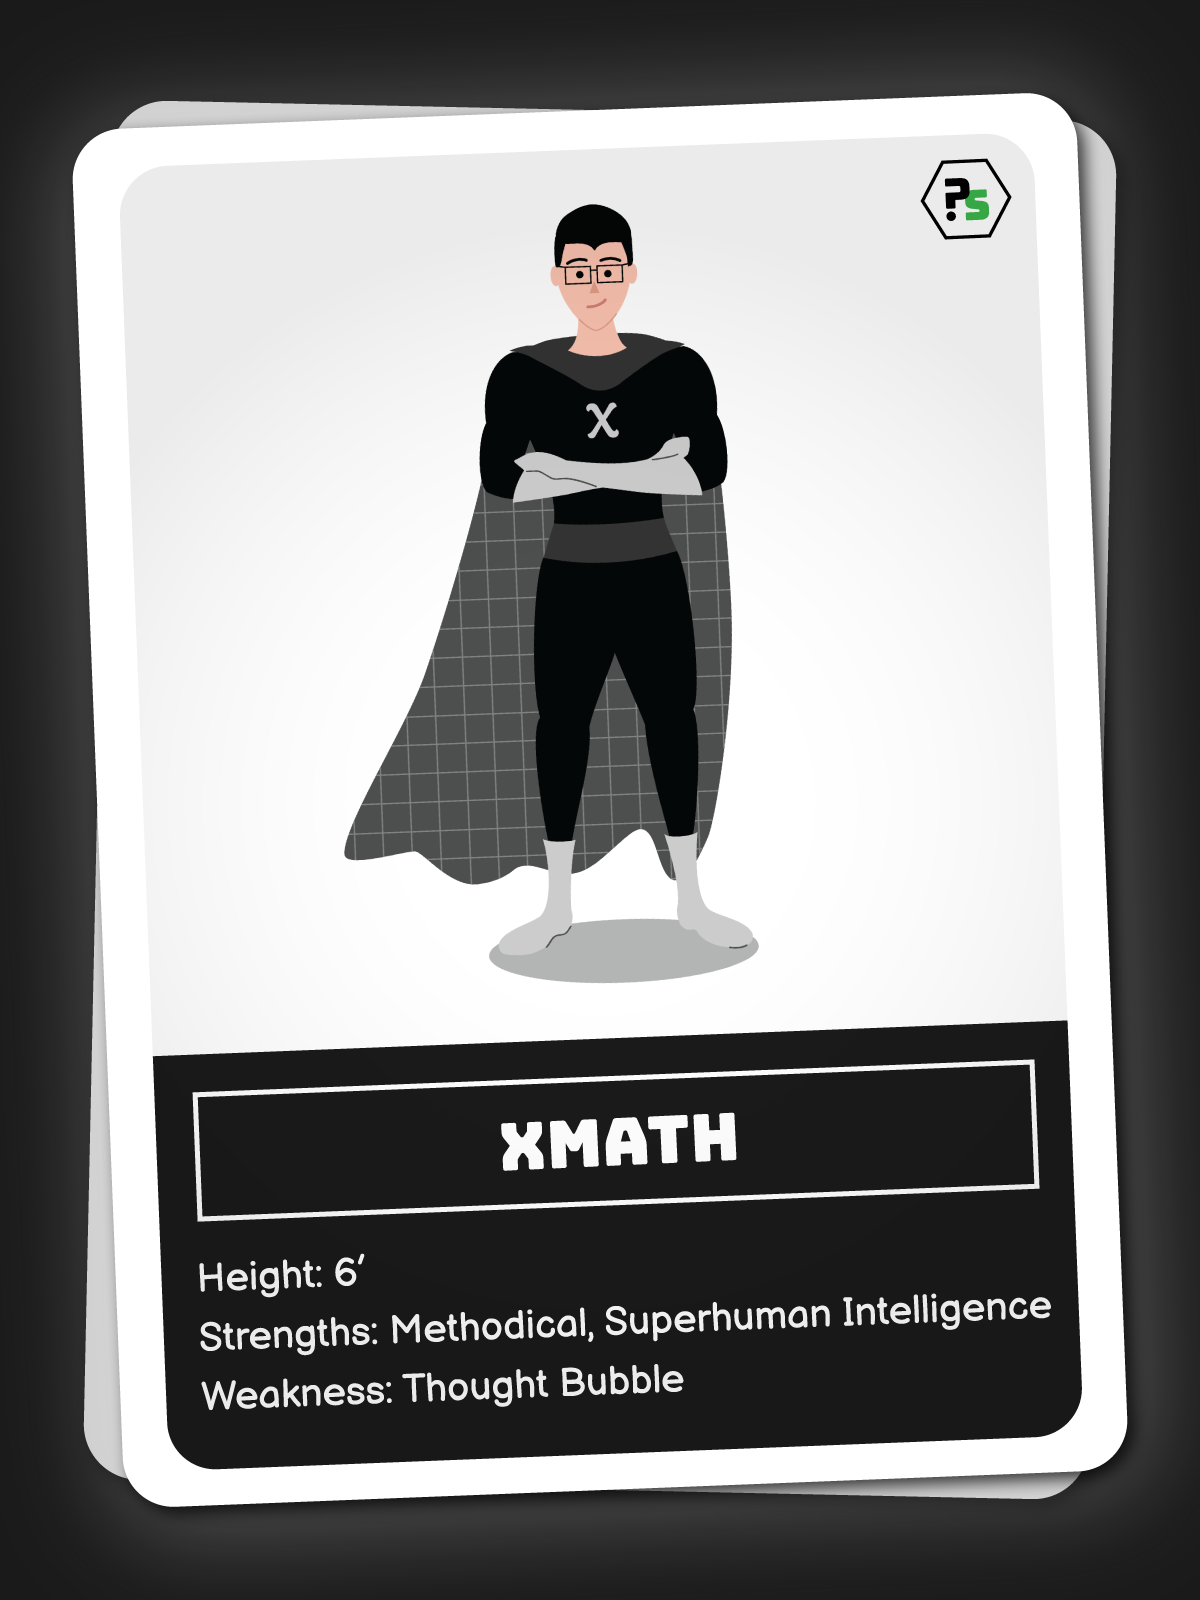 ?s
X
XMATH
Height: 6′
Strengths: Methodical, Superhuman Intelligence
Weakness: Thought Bubble